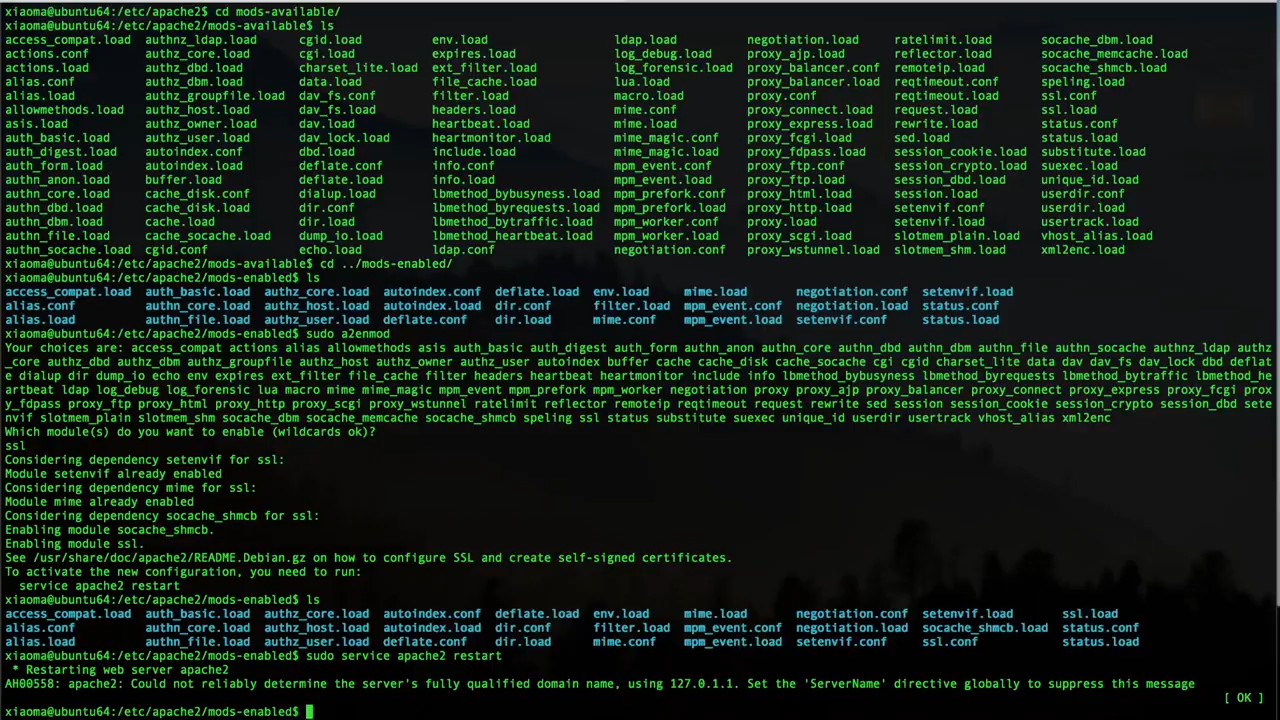 xiaoma@ubuntu64:/etc/apache2$ cd mods-available/
xiaoma@ubuntu64:/etc/apache2/mods-available$ ls
access_compat.load  authnz_ldap.load  cgid.load  env.load  ldap.load  negotiation.load  ratelimit.load  socache_dbm.load
actions.conf  authz_core.load  cgi.load  expires.load  log_debug.load  proxy_ajp.load  reflector.load  socache_memcache.load
actions.load  authz_dbd.load  charset_lite.load  ext_filter.load  log_forensic.load  proxy_balancer.conf  remoteip.load  socache_shmcb.load
alias.conf  authz_dbm.load  data.load  file_cache.load  lua.load  proxy_balancer.load  reqtimeout.conf  speling.load
alias.load  authz_groupfile.load  dav_fs.conf  filter.load  macro.load  proxy.conf  reqtimeout.load  ssl.conf
allowmethods.load  authz_host.load  dav_fs.load  headers.load  mime.conf  proxy_connect.load  request.load  ssl.load
asis.load  authz_owner.load  dav.load  heartbeat.load  mime.load  proxy_express.load  rewrite.load  status.conf
auth_basic.load  authz_user.load  dav_lock.load  heartmonitor.load  mime_magic.conf  proxy_fcgi.load  sed.load  status.load
auth_digest.load  autoindex.conf  dbd.load  include.load  mime_magic.load  proxy_fdpass.load  session_cookie.load  substitute.load
auth_form.load  autoindex.load  deflate.conf  info.conf  mpm_event.conf  proxy_ftp.conf  session_crypto.load  suexec.load
authn_anon.load  buffer.load  deflate.load  info.load  mpm_event.load  proxy_ftp.load  session_dbd.load  unique_id.load
authn_core.load  cache_disk.conf  dialup.load  lbmethod_bybusyness.load  mpm_prefork.conf  proxy_html.load  session.load  userdir.conf
authn_dbd.load  cache_disk.load  dir.conf  lbmethod_byrequests.load  mpm_prefork.load  proxy_http.load  setenvif.conf  userdir.load
authn_dbm.load  cache.load  dir.load  lbmethod_bytraffic.load  mpm_worker.conf  proxy.load  setenvif.load  usertrack.load
authn_file.load  cache_socache.load  dump_io.load  lbmethod_heartbeat.load  mpm_worker.load  proxy_scgi.load  slotmem_plain.load  vhost_alias.load
authn_socache.load  cgid.conf  echo.load  ldap.conf  negotiation.conf  proxy_wstunnel.load  slotmem_shm.load  xml2enc.load
xiaoma@ubuntu64:/etc/apache2/mods-available$ cd ../mods-enabled/
xiaoma@ubuntu64:/etc/apache2/mods-enabled$ ls
access_compat.load  auth_basic.load  authz_core.load  autoindex.conf  deflate.load  env.load  mime.load  negotiation.conf  setenvif.load
alias.conf  authn_core.load  authz_host.load  autoindex.load  dir.conf  filter.load  mpm_event.conf  negotiation.load  status.conf
alias.load  authn_file.load  authz_user.load  deflate.conf  dir.load  mime.conf  mpm_event.load  setenvif.conf  status.load
xiaoma@ubuntu64:/etc/apache2/mods-enabled$ sudo a2enmod
Your choices are: access_compat actions alias allowmethods asis auth_basic auth_digest auth_form authn_anon authn_core authn_dbd authn_dbm authn_file authn_socache authnz_ldap authz
_core authz_dbd authz_dbm authz_groupfile authz_host authz_owner authz_user autoindex buffer cache cache_disk cache_socache cgi cgid charset_lite data dav dav_fs dav_lock dbd deflat
e dialup dir dump_io echo env expires ext_filter file_cache filter headers heartbeat heartmonitor include info lbmethod_bybusyness lbmethod_byrequests lbmethod_bytraffic lbmethod_he
artbeat ldap log_debug log_forensic lua macro mime mime_magic mpm_event mpm_prefork mpm_worker negotiation proxy proxy_ajp proxy_balancer proxy_connect proxy_express proxy_fcgi prox
y_fdpass proxy_ftp proxy_html proxy_http proxy_scgi proxy_wstunnel ratelimit reflector remoteip reqtimeout request rewrite sed session session_cookie session_crypto session_dbd sete
nvif slotmem_plain slotmem_shm socache_dbm socache_memcache socache_shmcb speling ssl status substitute suexec unique_id userdir usertrack vhost_alias xml2enc
Which module(s) do you want to enable (wildcards ok)?
ssl
Considering dependency setenvif for ssl:
Module setenvif already enabled
Considering dependency mime for ssl:
Module mime already enabled
Considering dependency socache_shmcb for ssl:
Enabling module socache_shmcb.
Enabling module ssl.
See /usr/share/doc/apache2/README.Debian.gz on how to configure SSL and create self-signed certificates.
To activate the new configuration, you need to run:
  service apache2 restart
xiaoma@ubuntu64:/etc/apache2/mods-enabled$ ls
access_compat.load  auth_basic.load  authz_core.load  autoindex.conf  deflate.load  env.load  mime.load  negotiation.conf  setenvif.load  ssl.load
alias.conf  authn_core.load  authz_host.load  autoindex.load  dir.conf  filter.load  mpm_event.conf  negotiation.load  socache_shmcb.load  status.conf
alias.load  authn_file.load  authz_user.load  deflate.conf  dir.load  mime.conf  mpm_event.load  setenvif.conf  ssl.conf  status.load
xiaoma@ubuntu64:/etc/apache2/mods-enabled$ sudo service apache2 restart
 * Restarting web server apache2
AH00558: apache2: Could not reliably determine the server's fully qualified domain name, using 127.0.1.1. Set the 'ServerName' directive globally to suppress this message
[ OK ]
xiaoma@ubuntu64:/etc/apache2/mods-enabled$